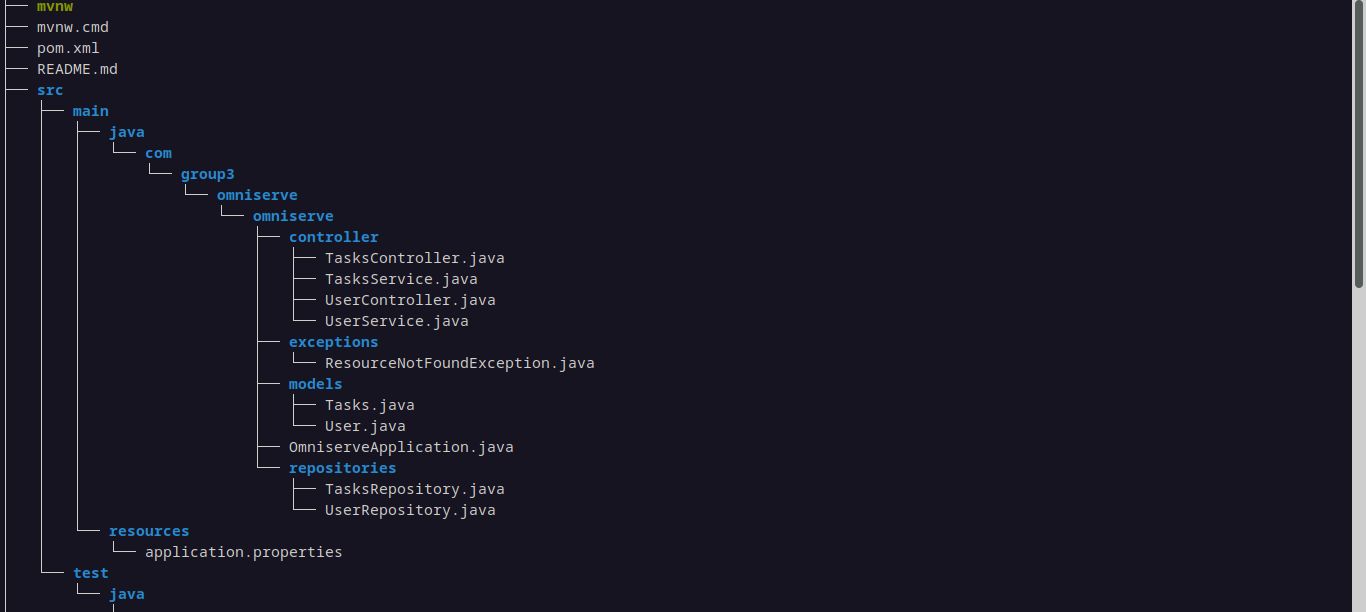 mvnw
mvnw.cmd
pom.xml
README.md
src
main
java
com
group3
omniserve
omniserve
controller
TasksController.java
TasksService.java
UserController.java
UserService.java
exceptions
ResourceNotFoundException.java
models
Tasks.java
User.java
OmniserveApplication.java
repositories
TasksRepository.java
UserRepository.java
resources
application.properties
test
java